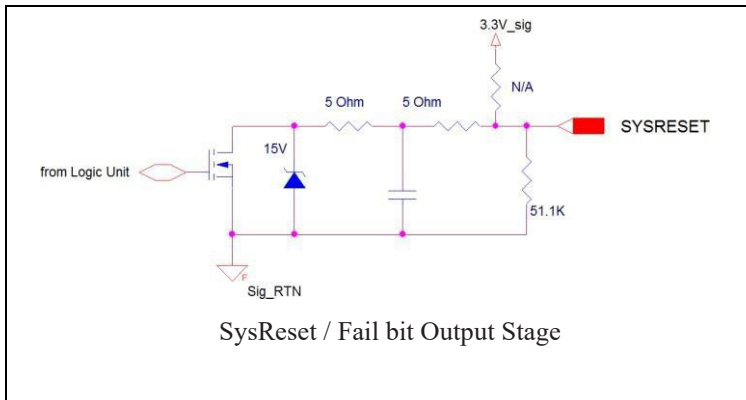 3.3V_sig
N/A
5 Ohm 5 Ohm
SYSRESET
15V
from Logic Unit
51.1K
F
Sig_RTN
SysReset / Fail bit Output Stage